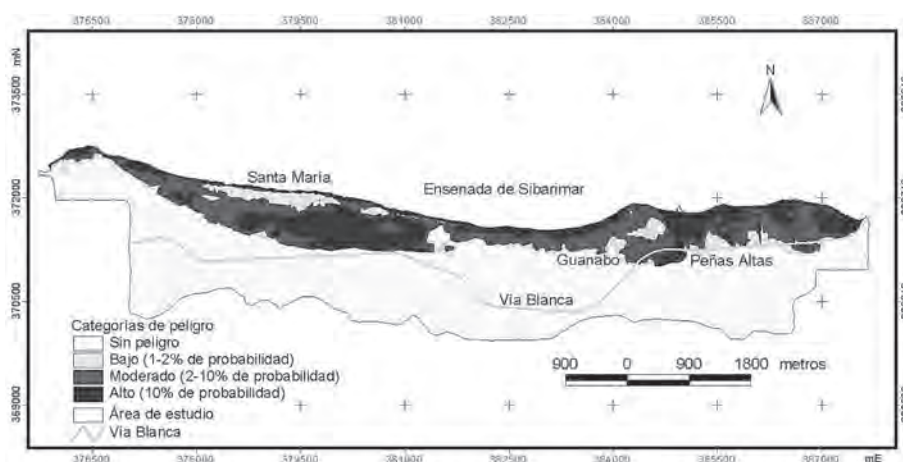 376500 378000 379500 381000 382500 384000 385500 387000
mN
N
373500
Santa María
Ensenada de Sibarimar
372000
Guanabo
Peñas Altas
Vía Blanca
370500
Categorías de peligro
Sin peligro
Bajo (1-2% de probabilidad)
Moderado (2-10% de probabilidad)
Alto (10% de probabilidad)
Área de estudio
Vía Blanca
900 0 900 1800 metros
369000
376500 378000 379500 381000 382500 384000 385500 387000 mE